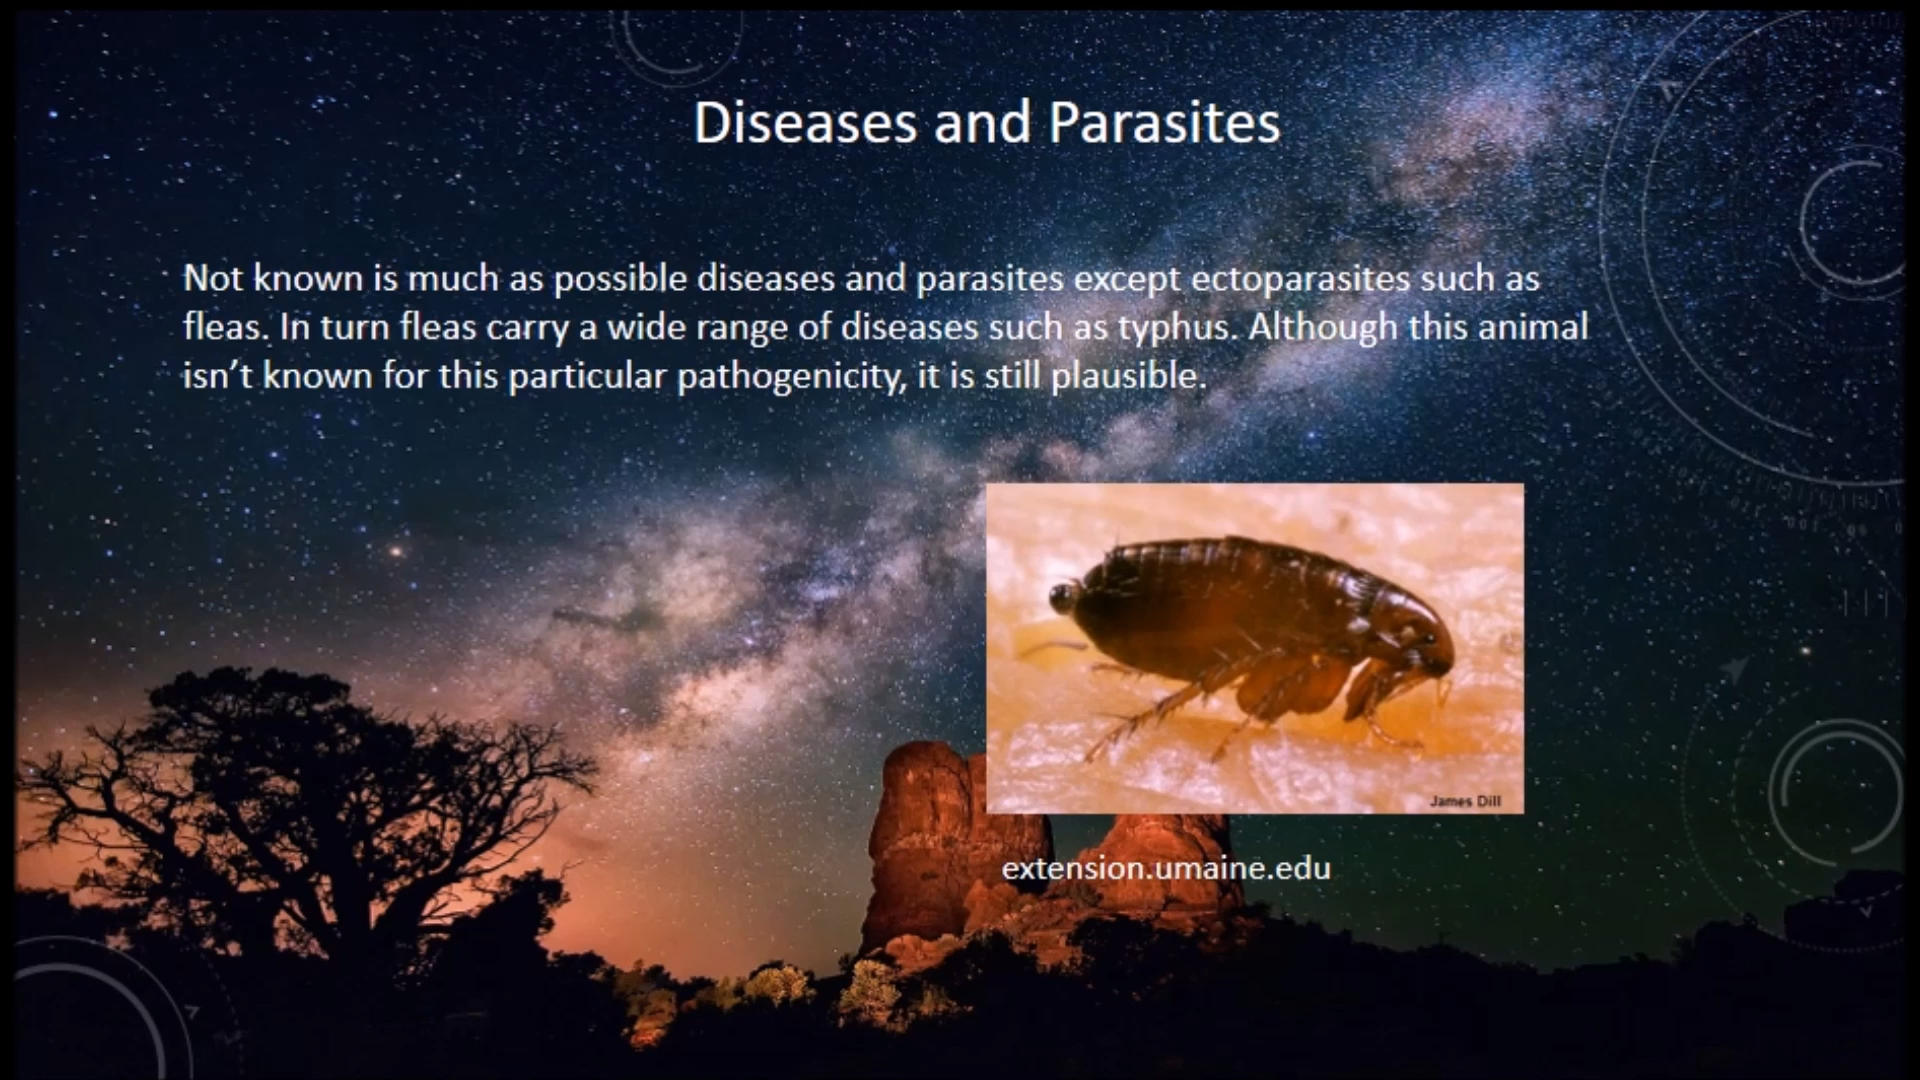 Diseases and Parasites
Not known is much as possible diseases and parasites except ectoparasites such as
fleas. In turn fleas carry a wide range of diseases such as typhus. Although this animal
isn’t known for this particular pathogenicity, it is still plausible.
James Dill
extension.umaine.edu